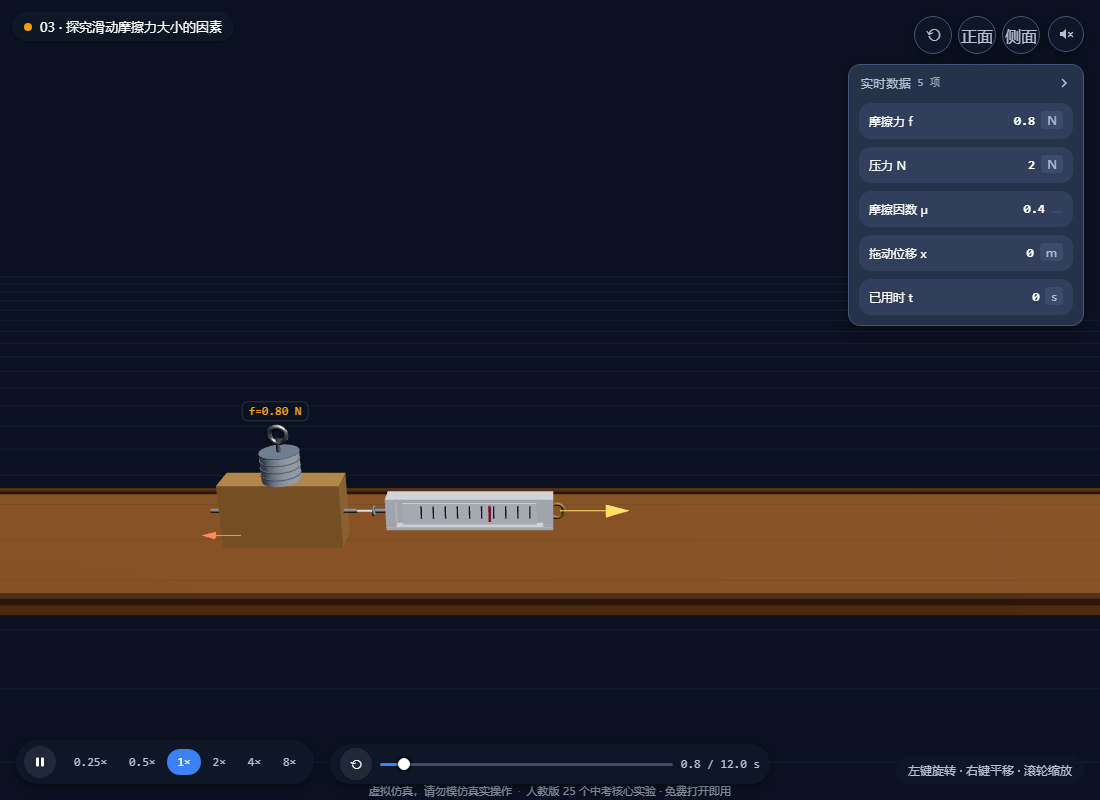 03 · 探究滑动摩擦力大小的因素
正面
侧面
实时数据 5 项
摩擦力 f 0.8 N
压力 N 2 N
摩擦因数 μ 0.4 —
拖动位移 x 0 m
已用时 t 0 s
f=0.80 N
0.25× 0.5× 1× 2× 4× 8×
0.8 / 12.0 s
左键旋转 · 右键平移 · 滚轮缩放
虚拟仿真，请勿模仿真实操作 · 人教版 25 个中考核心实验 · 免费打开即用